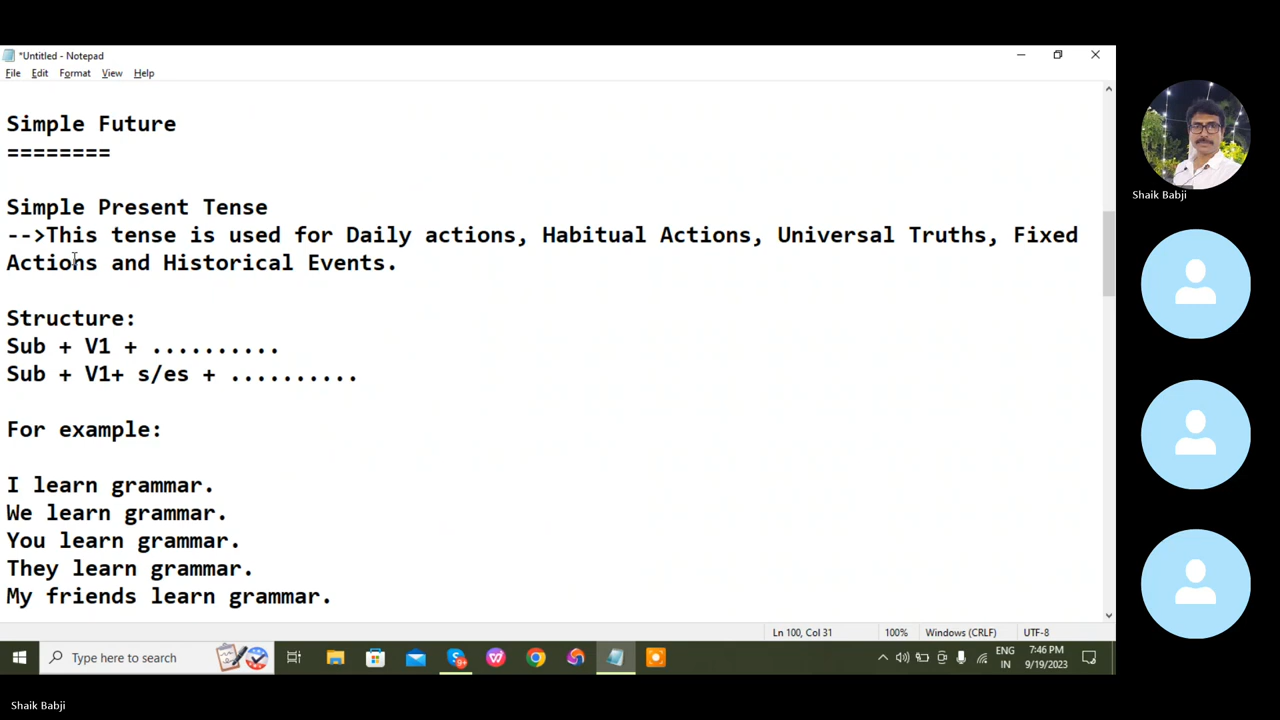 *Untitled - Notepad
File Edit Format View Help
Simple Future
========
Simple Present Tense
-->This tense is used for Daily actions, Habitual Actions, Universal Truths, Fixed
Actions and Historical Events.
Structure:
Sub + V1 + ..........
Sub + V1+ s/es + ..........
For example:
I learn grammar.
We learn grammar.
You learn grammar.
They learn grammar.
My friends learn grammar.
Ln 100, Col 31 100% Windows (CRLF) UTF-8
Type here to search
ENG
IN
7:46 PM
9/19/2023
Shaik Babji
Shaik Babji